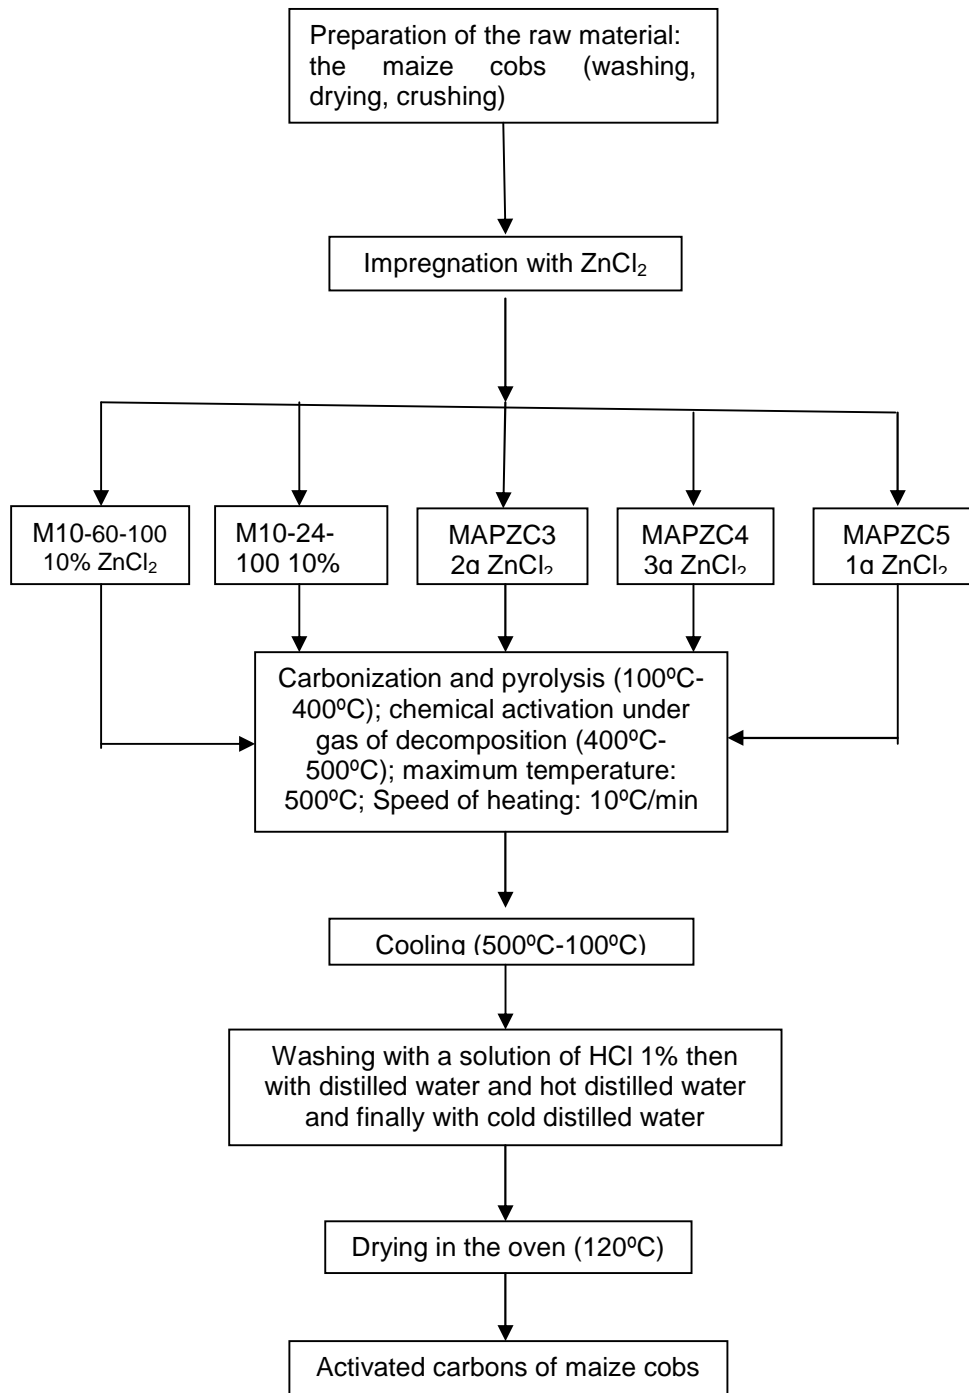 Preparation of the raw material:
the maize cobs (washing,
drying, crushing)
Impregnation with ZnCl₂
M10-60-100
10% ZnCl₂
M10-24-
100 10%
MAPZC3
2g ZnCl₂
MAPZC4
3g ZnCl₂
MAPZC5
1g ZnCl₂
Carbonization and pyrolysis (100ºC-
400ºC); chemical activation under
gas of decomposition (400ºC-
500ºC); maximum temperature:
500ºC; Speed of heating: 10ºC/min
Cooling (500ºC-100ºC)
Washing with a solution of HCl 1% then
with distilled water and hot distilled water
and finally with cold distilled water
Drying in the oven (120ºC)
Activated carbons of maize cobs